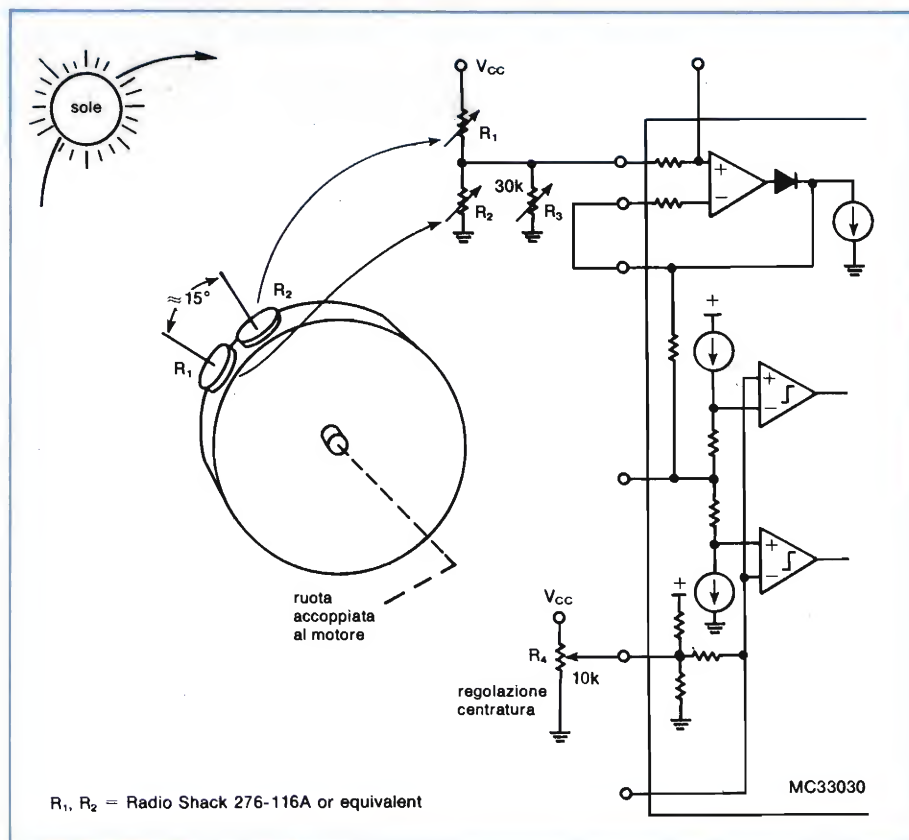 sole
VCC
R1
R2
30k
R3
+
−
≈ 15°
R2
R1
+
+
−
+
−
ruota
accoppiata
al motore
VCC
+
R4
10k
regolazione
centratura
MC33030
R1, R2 = Radio Shack 276-116A or equivalent